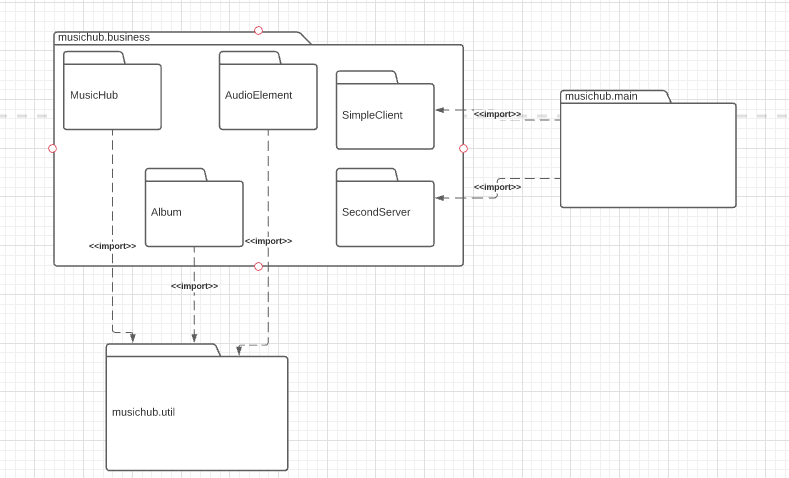 musichub.business
MusicHub
AudioElement
SimpleClient
musichub.main
<<import>>
<<import>>
Album
SecondServer
<<import>>
<<import>>
<<import>>
musichub.util